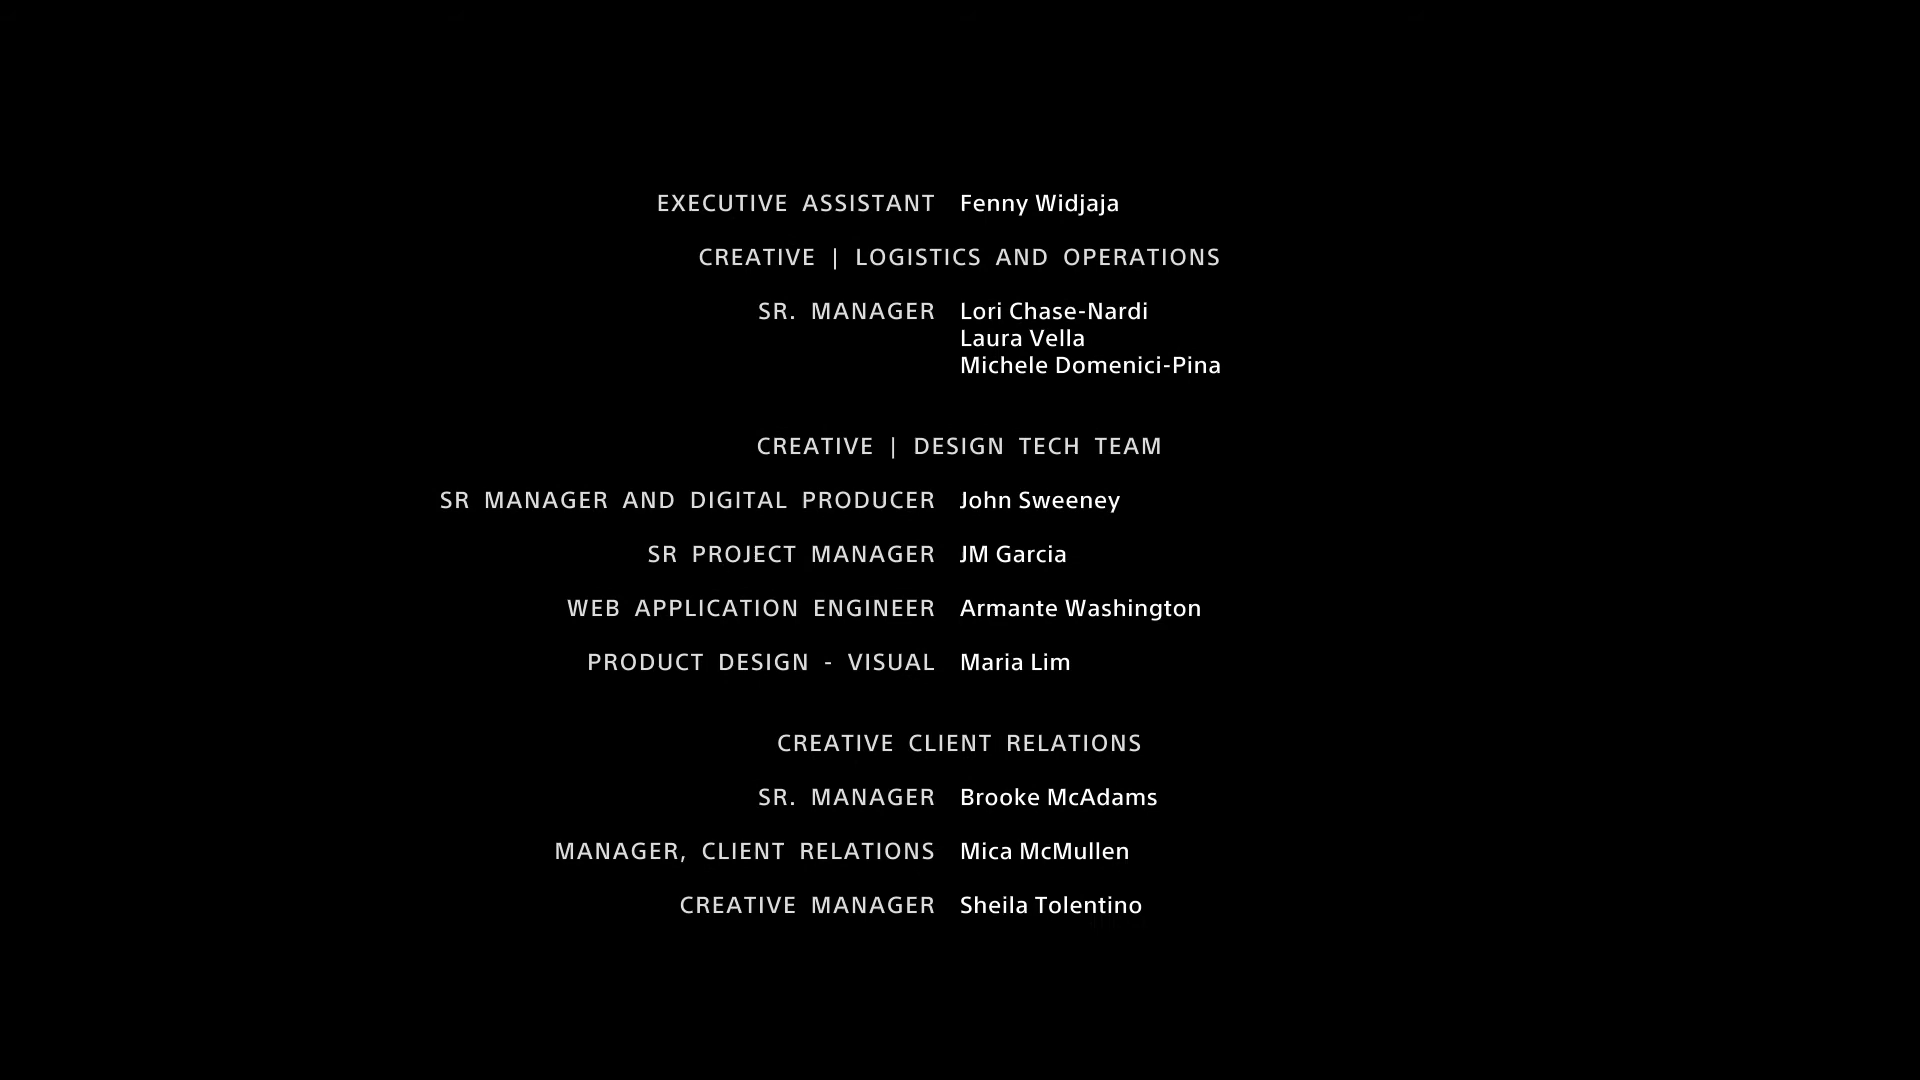 EXECUTIVE ASSISTANT Fenny Widjaja
CREATIVE | LOGISTICS AND OPERATIONS
SR. MANAGER Lori Chase-Nardi
Laura Vella
Michele Domenici-Pina
CREATIVE | DESIGN TECH TEAM
SR MANAGER AND DIGITAL PRODUCER John Sweeney
SR PROJECT MANAGER JM Garcia
WEB APPLICATION ENGINEER Armante Washington
PRODUCT DESIGN - VISUAL Maria Lim
CREATIVE CLIENT RELATIONS
SR. MANAGER Brooke McAdams
MANAGER, CLIENT RELATIONS Mica McMullen
CREATIVE MANAGER Sheila Tolentino